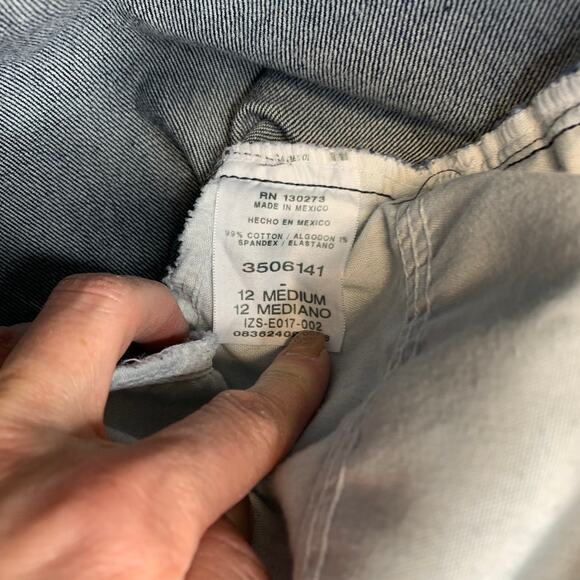 RN 130273
MADE IN MEXICO
HECHO EN MEXICO
99% COTTON / ALGODON 1%
SPANDEX / ELASTANO
3506141
-
12 MEDIUM
12 MEDIANO
IZS-E017-002